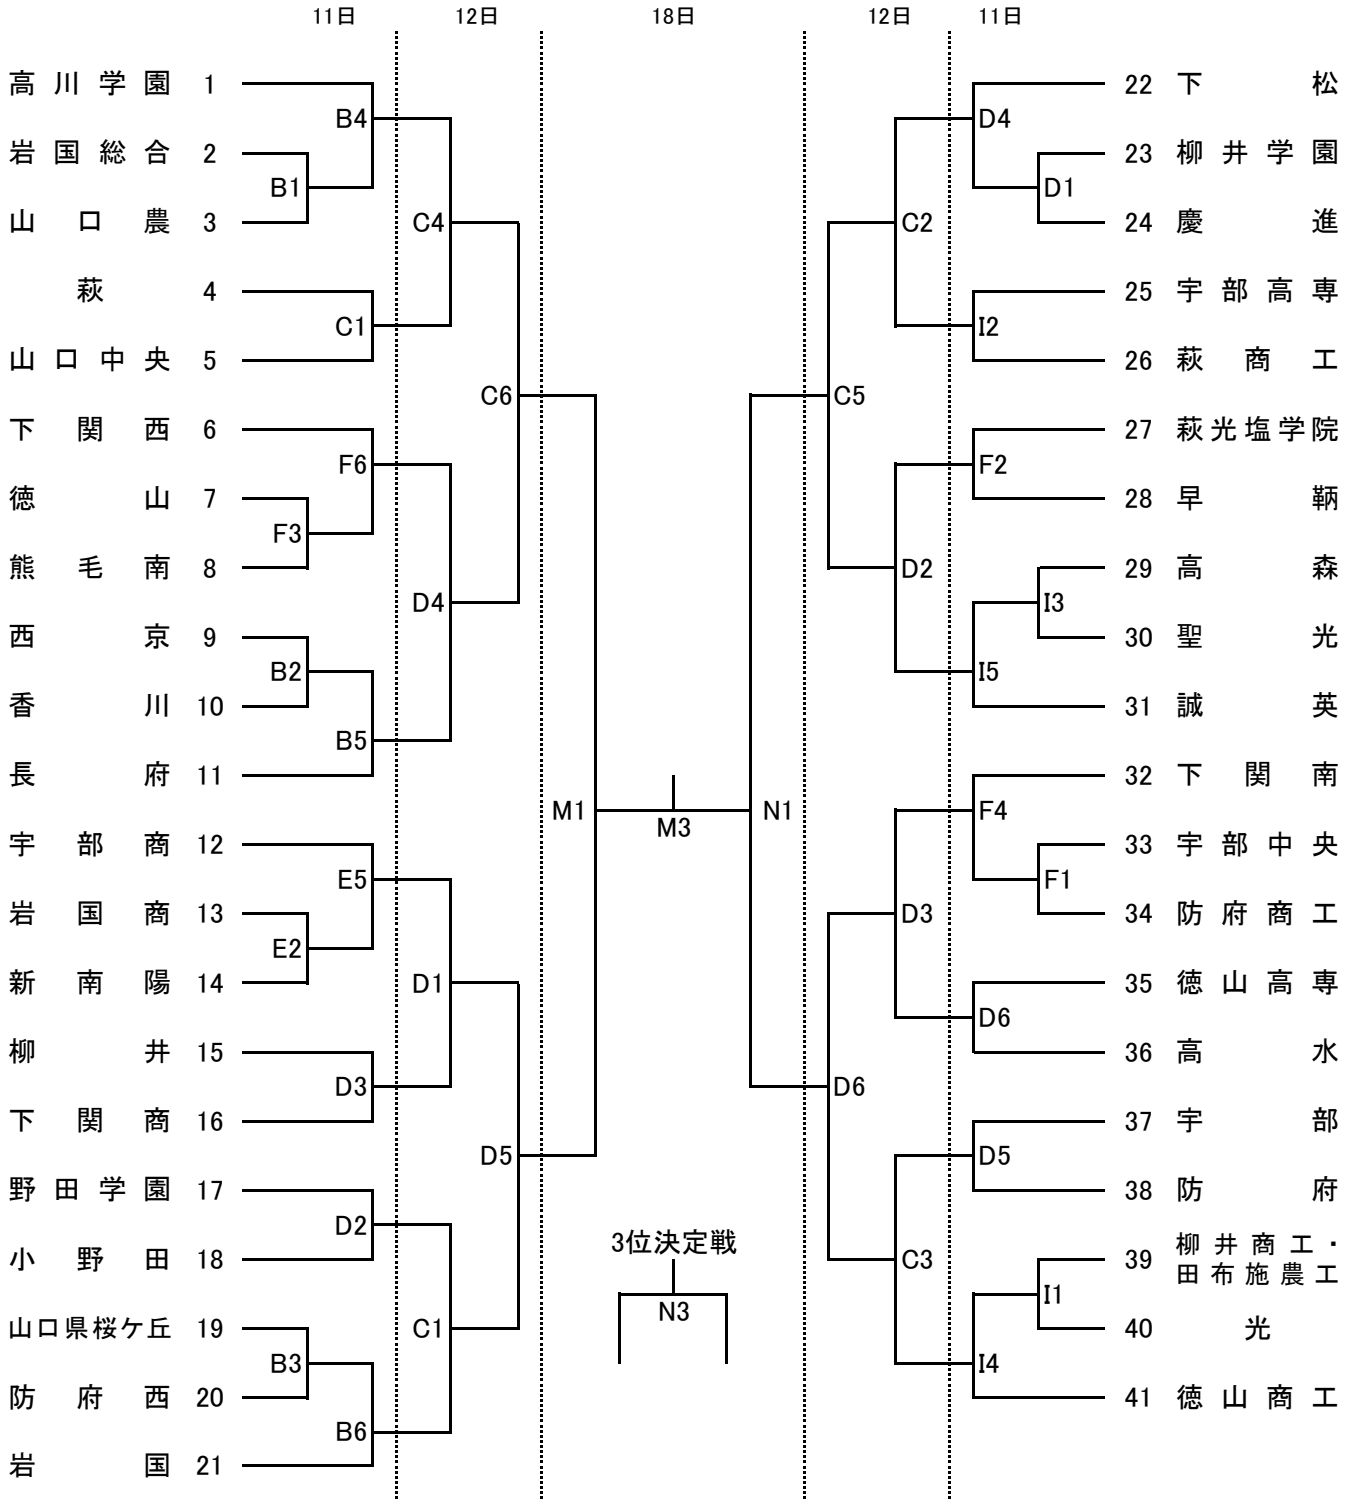 11日 12日 18日 12日 11日
高川学園 1
B4
岩国総合 2
B1
山口農 3
C4
萩 4
C1
山口中央 5
C6
下関西 6
F6
徳山 7
F3
熊毛南 8
D4
西京 9
B2
香川 10
B5
長府 11
M1
宇部商 12
E5
岩国商 13
E2
新南陽 14
D1
柳井 15
D3
下関商 16
D5
野田学園 17
D2
小野田 18
C1
山口県桜ケ丘 19
B3
防府西 20
B6
岩国 21
M3
3位決定戦
N3
22 下松
D4
23 柳井学園
D1
24 慶進
C2
25 宇部高専
I2
26 萩商工
C5
27 萩光塩学院
F2
28 早鞆
D2
29 高森
I3
30 聖光
I5
31 誠英
N1
32 下関南
F4
33 宇部中央
F1
34 防府商工
D3
35 徳山高専
D6
36 高水
D6
37 宇部
D5
38 防府
C3
39 柳井商工・
田布施農工
I1
40 光
I4
41 徳山商工